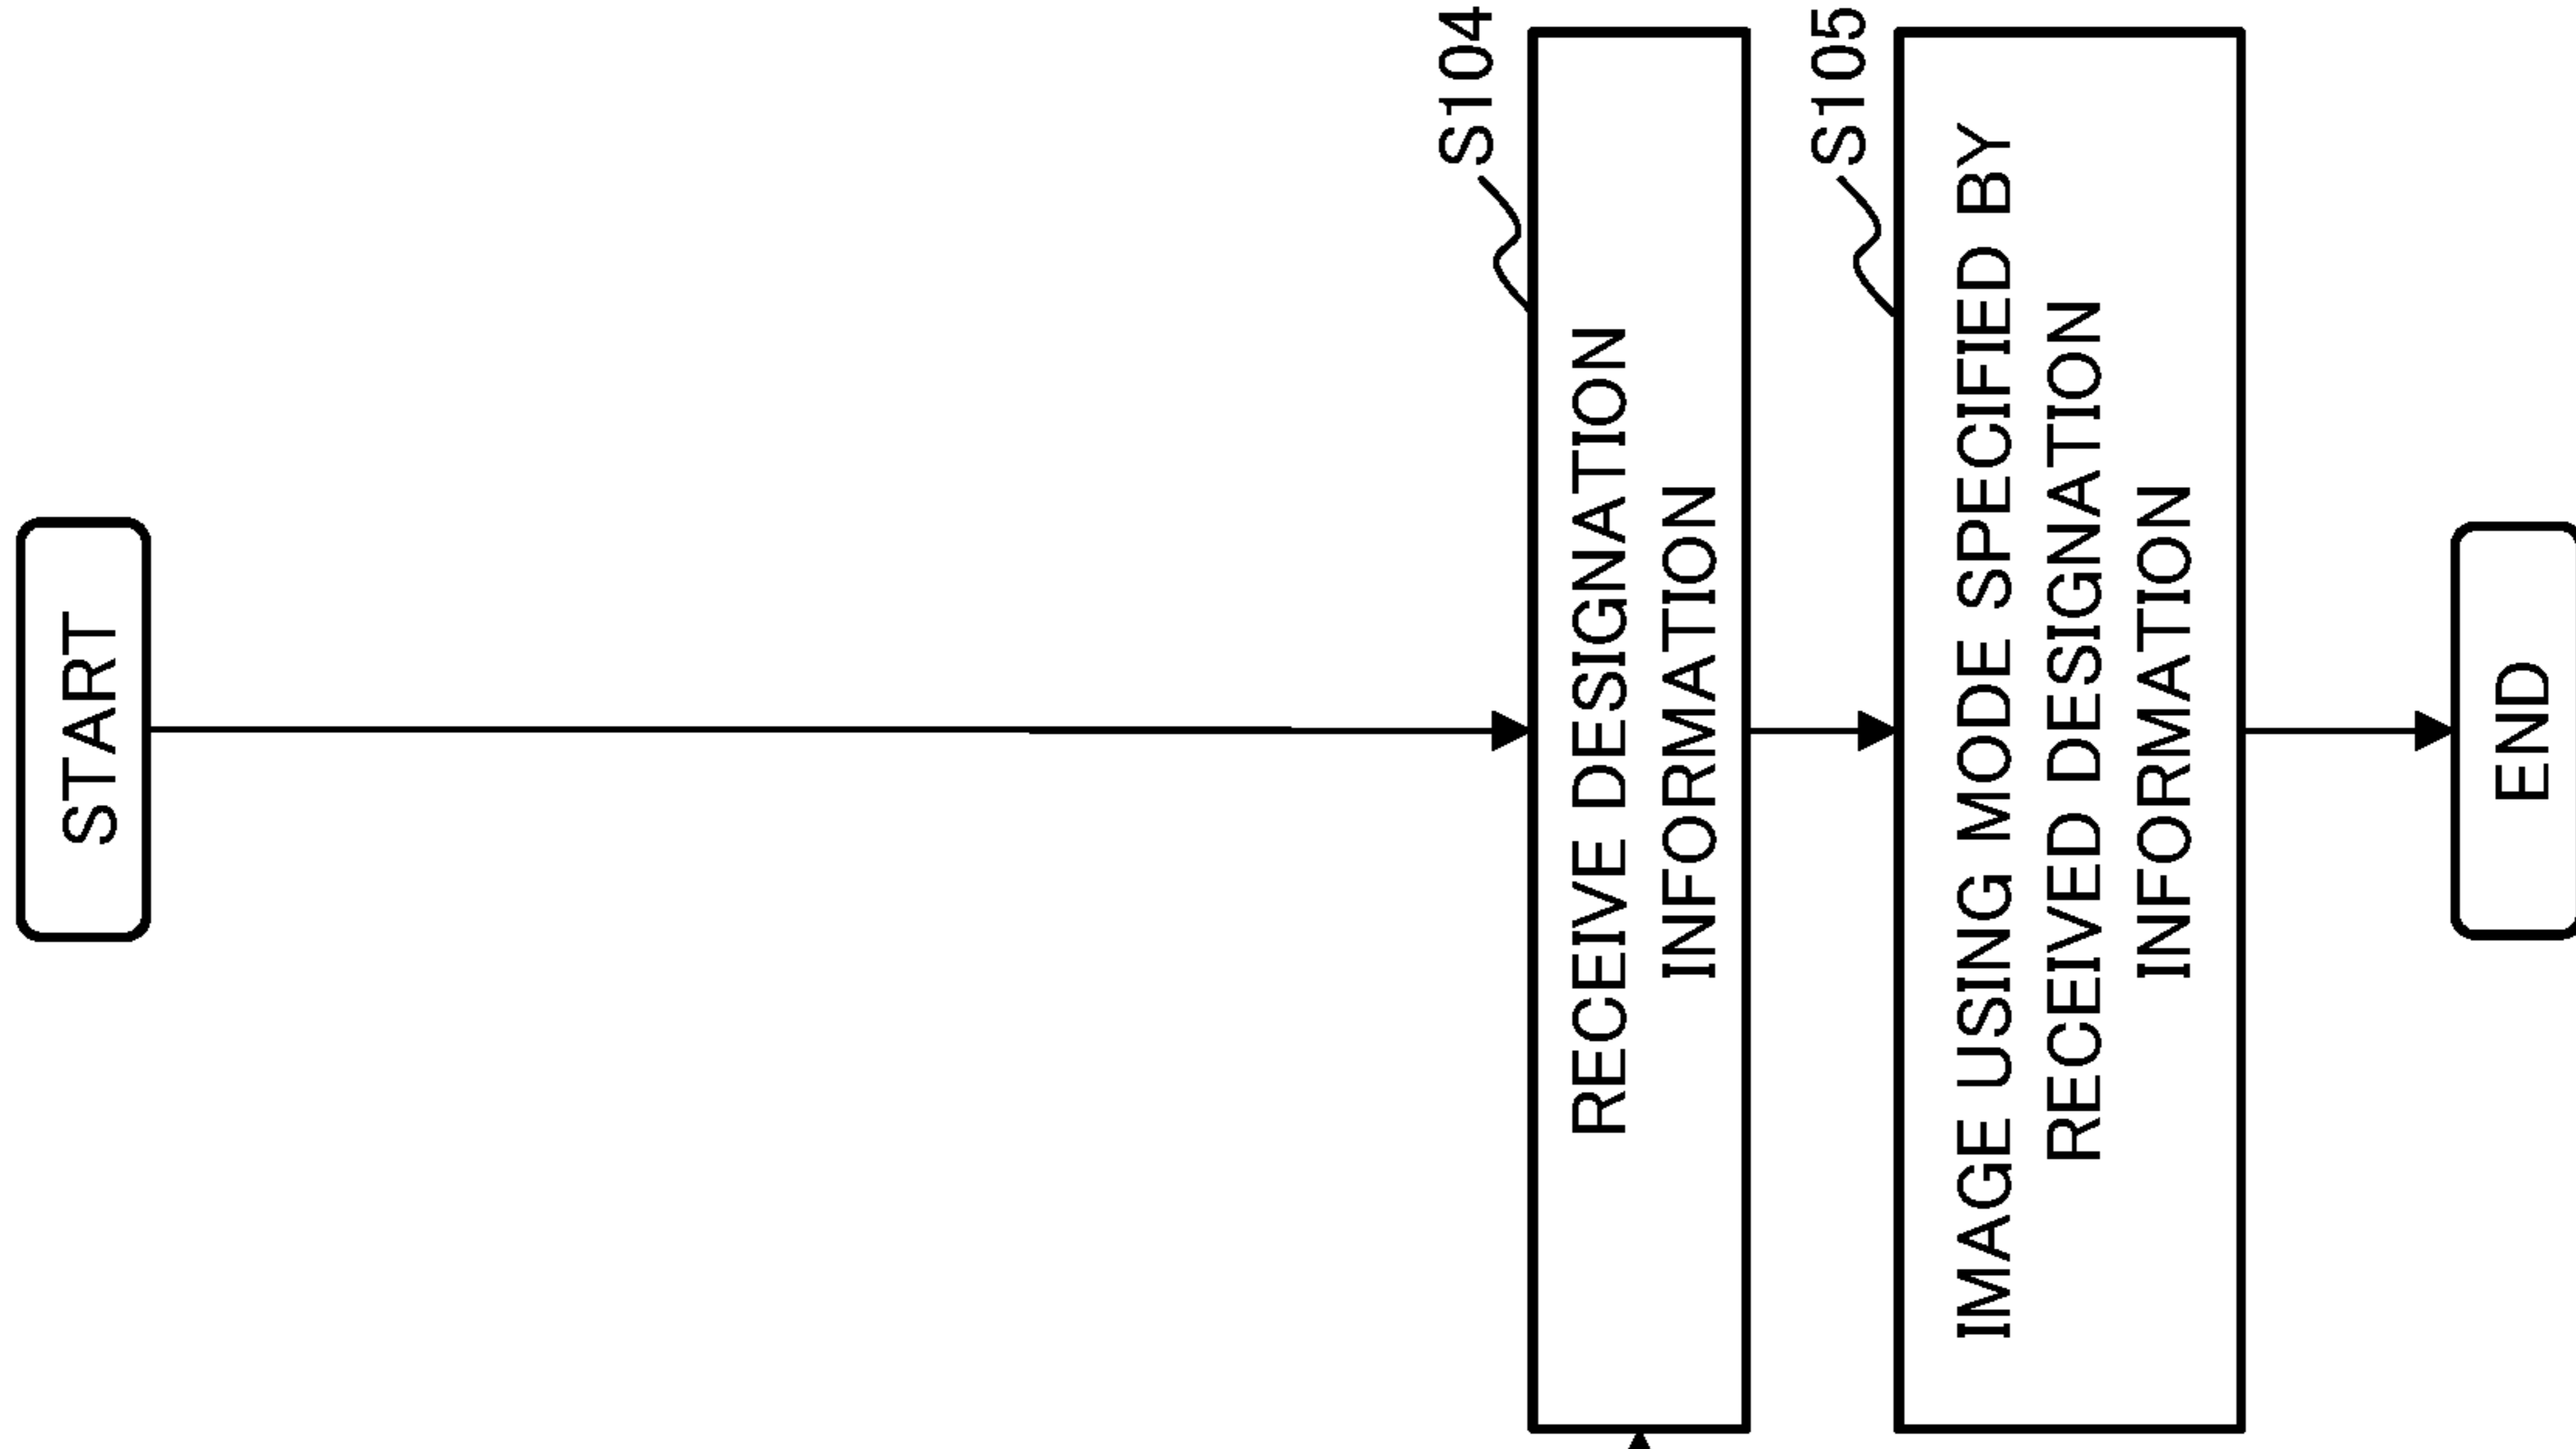 START
S104
RECEIVE DESIGNATION
INFORMATION
S105
IMAGE USING MODE SPECIFIED BY
RECEIVED DESIGNATION
INFORMATION
END